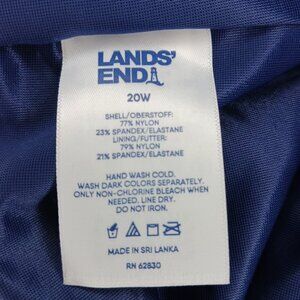 LANDS'
END
20W
SHELL/OBERSTOFF:
77% NYLON
23% SPANDEX/ELASTANE
LINING/FUTTER:
79% NYLON
21% SPANDEX/ELASTANE
HAND WASH COLD.
WASH DARK COLORS SEPARATELY.
ONLY NON-CHLORINE BLEACH WHEN
NEEDED. LINE DRY.
DO NOT IRON.
MADE IN SRI LANKA
RN 62830